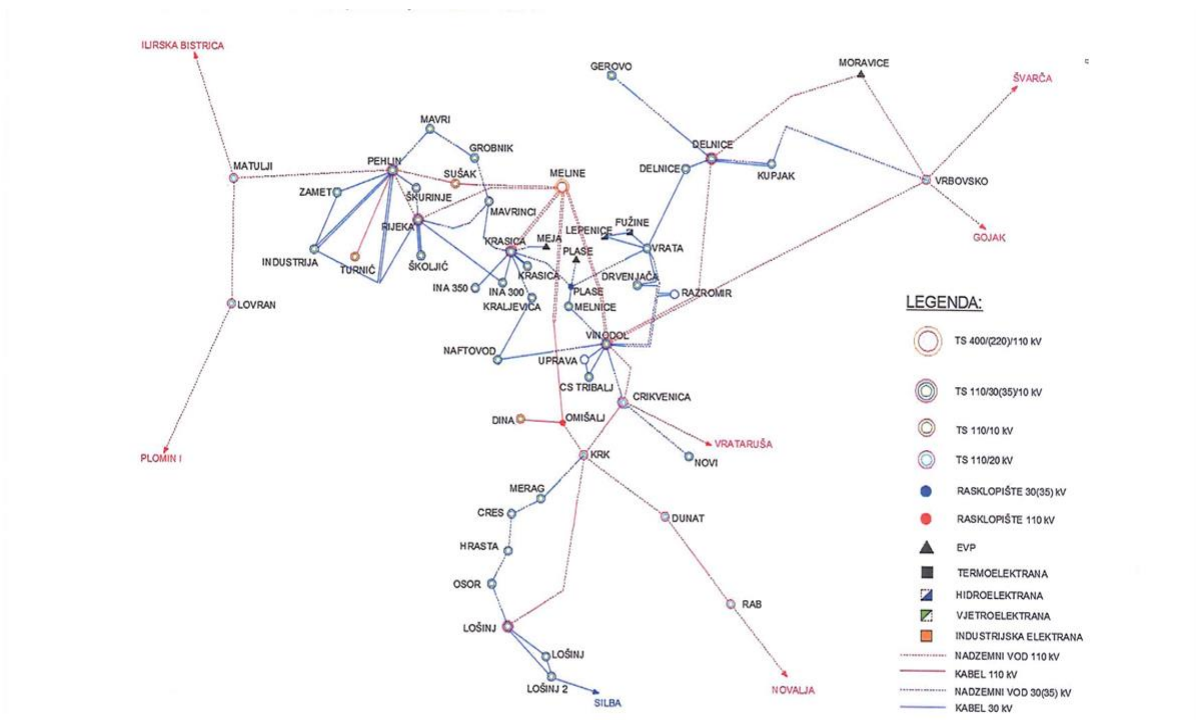 ILIRSKA BISTRICA
GEROVO
MORAVICE
ŠVARČA
MAVRI
GROBNIK
DELNICE
PEHLIN
SUŠAK
MELINE
MATULJI
DELNICE
KUPJAK
VRBOVSKO
ZAMET
ŠKURINJE
MAVRINCI
RIJEKA
FUŽINE
LEPENICE
GOJAK
KRASICA
MEJA
PLASE
VRATA
INDUSTRIJA
TURNIĆ
ŠKOLJIĆ
KRASICA
DRVENJAČA
INA 350
INA 300
PLASE
RAZROMIR
LOVRAN
KRALJEVICA
MELNICE
LEGENDA:
VINODOL
TS 400/(220)/110 kV
NAFTOVOD
UPRAVA
CS TRIBALJ
TS 110/30(35)/10 kV
CRIKVENICA
DINA
OMIŠALJ
TS 110/10 kV
VRATARUŠA
PLOMIN I
KRK
NOVI
TS 110/20 kV
MERAG
RASKLOPIŠTE 30(35) kV
CRES
DUNAT
RASKLOPIŠTE 110 kV
HRASTA
EVP
TERMOELEKTRANA
OSOR
HIDROELEKTRANA
RAB
VJETROELEKTRANA
LOŠINJ
INDUSTRIJSKA ELEKTRANA
LOŠINJ
NADZEMNI VOD 110 kV
KABEL 110 kV
LOŠINJ 2
NOVALJA
NADZEMNI VOD 30(35) kV
SILBA
KABEL 30 kV